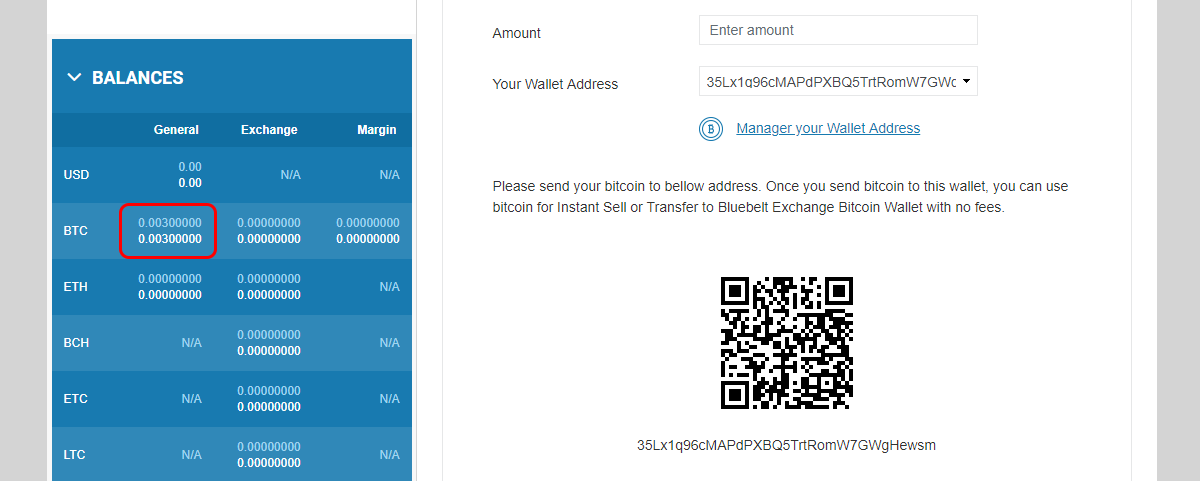 BALANCES
General Exchange Margin
USD 0.00 N/A N/A
0.00
BTC 0.00300000 0.00000000 0.00000000
0.00300000 0.00000000 0.00000000
ETH 0.00000000 0.00000000 N/A
0.00000000 0.00000000
BCH N/A 0.00000000 N/A
0.00000000
ETC N/A 0.00000000 N/A
0.00000000
LTC N/A 0.00000000 N/A
0.00000000
Amount Enter amount
Your Wallet Address 35Lx1q96cMAPdPXBQ5TrtRomW7GWg
Manager your Wallet Address
Please send your bitcoin to bellow address. Once you send bitcoin to this wallet, you can use
bitcoin for Instant Sell or Transfer to Bluebelt Exchange Bitcoin Wallet with no fees.
35Lx1q96cMAPdPXBQ5TrtRomW7GWgHewsm